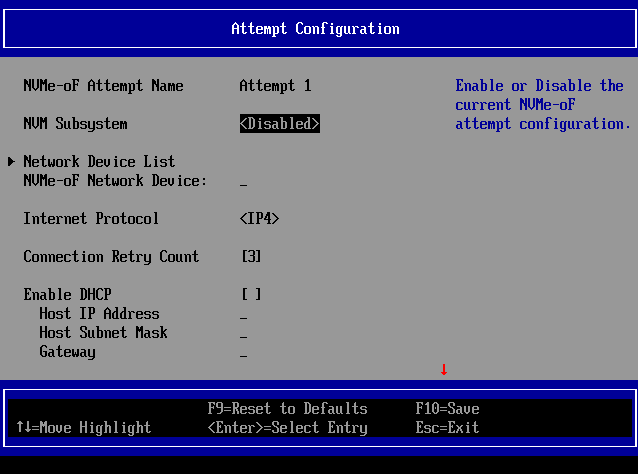 Attempt Configuration
NVMe-oF Attempt Name Attempt 1 Enable or Disable the
current NVMe-oF
NVM Subsystem <Disabled> attempt configuration.
Network Device List
NVMe-oF Network Device: _
Internet Protocol <IP4>
Connection Retry Count [3]
Enable DHCP [ ]
Host IP Address _
Host Subnet Mask _
Gateway _
↓
F9=Reset to Defaults F10=Save
↑↓=Move Highlight <Enter>=Select Entry Esc=Exit